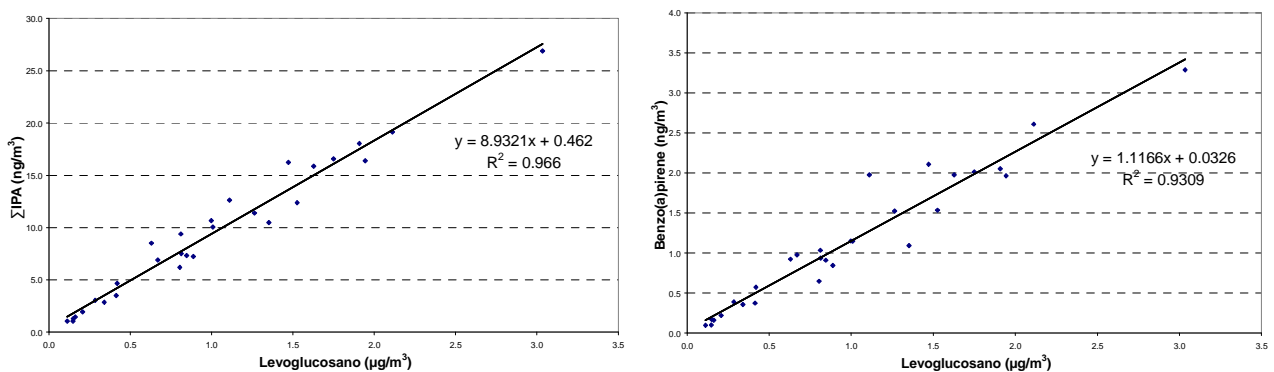 30.0
25.0
20.0
15.0
10.0
5.0
0.0
∑IPA (ng/m³)
y = 8.9321x + 0.462
R² = 0.966
0.0 0.5 1.0 1.5 2.0 2.5 3.0 3.5
Levoglucosano (µg/m³)
4.0
3.5
3.0
2.5
2.0
1.5
1.0
0.5
0.0
Benzo(a)pirene (ng/m³)
y = 1.1166x + 0.0326
R² = 0.9309
0.0 0.5 1.0 1.5 2.0 2.5 3.0 3.5
Levoglucosano (µg/m³)